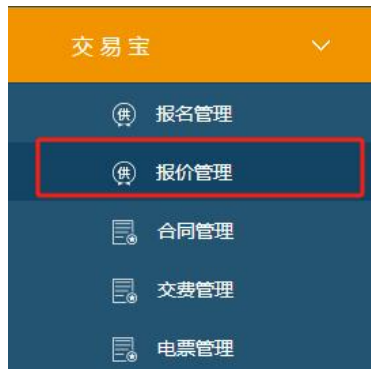 交易宝
供 报名管理
供 报价管理
合同管理
交费管理
电票管理